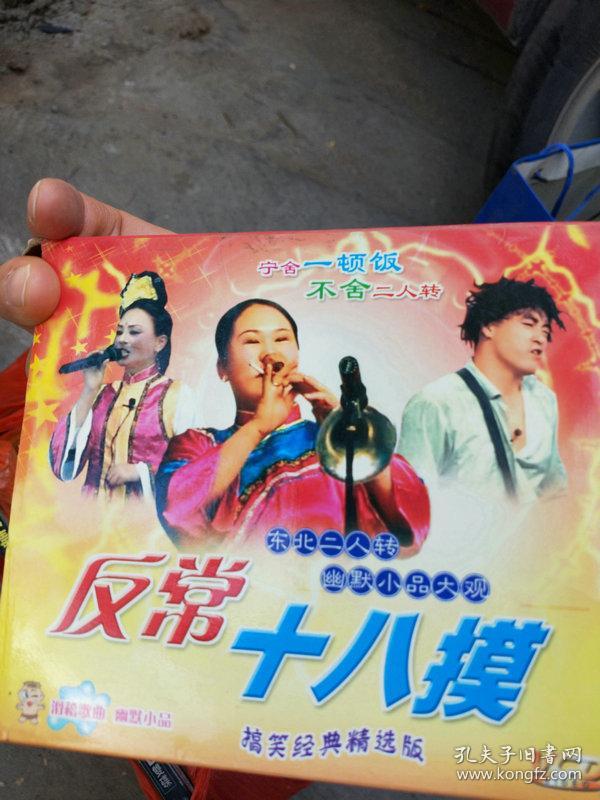 宁舍一顿饭
不舍二人转
东北二人转
幽默小品大观
反常
十八摸
滑稽歌曲 幽默小品
搞笑经典精选版
孔夫子旧书网
www.kongfz.com